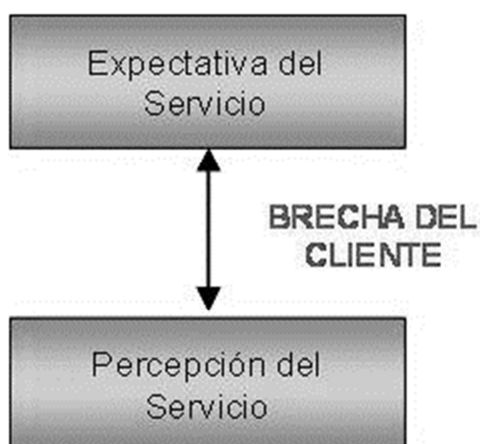 Expectativa del
Servicio
BRECHA DEL
CLIENTE
Percepción del
Servicio